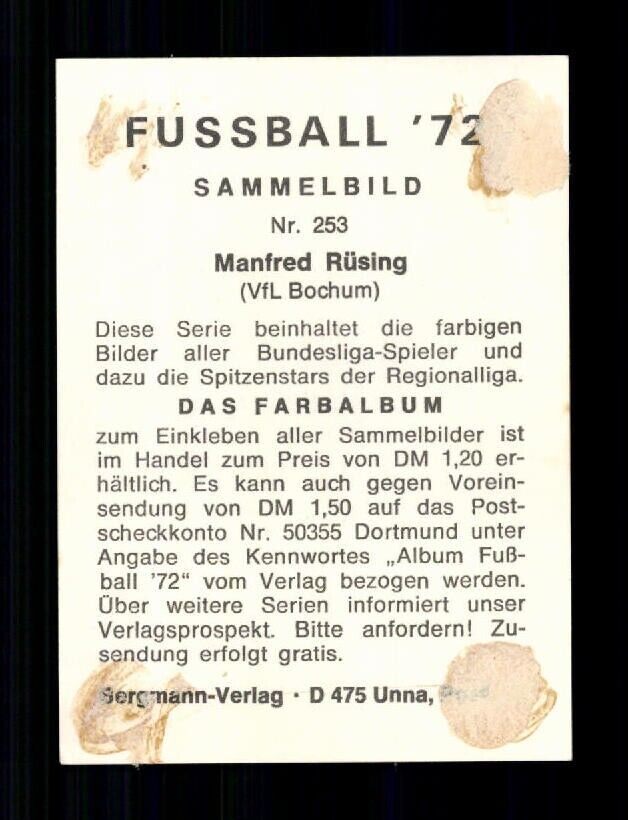 FUSSBALL '72
SAMMELBILD
Nr. 253
Manfred Rüsing
(VfL Bochum)
Diese Serie beinhaltet die farbigen
Bilder aller Bundesliga-Spieler und
dazu die Spitzenstars der Regionalliga.
DAS FARBALBUM
zum Einkleben aller Sammelbilder ist
im Handel zum Preis von DM 1,20 er-
hältlich. Es kann auch gegen Vorein-
sendung von DM 1,50 auf das Post-
scheckkonto Nr. 50355 Dortmund unter
Angabe des Kennwortes „Album Fuß-
ball '72“ vom Verlag bezogen werden.
Über weitere Serien informiert unser
Verlagsprospekt. Bitte anfordern! Zu-
sendung erfolgt gratis.
Bergmann-Verlag · D 475 Unna,